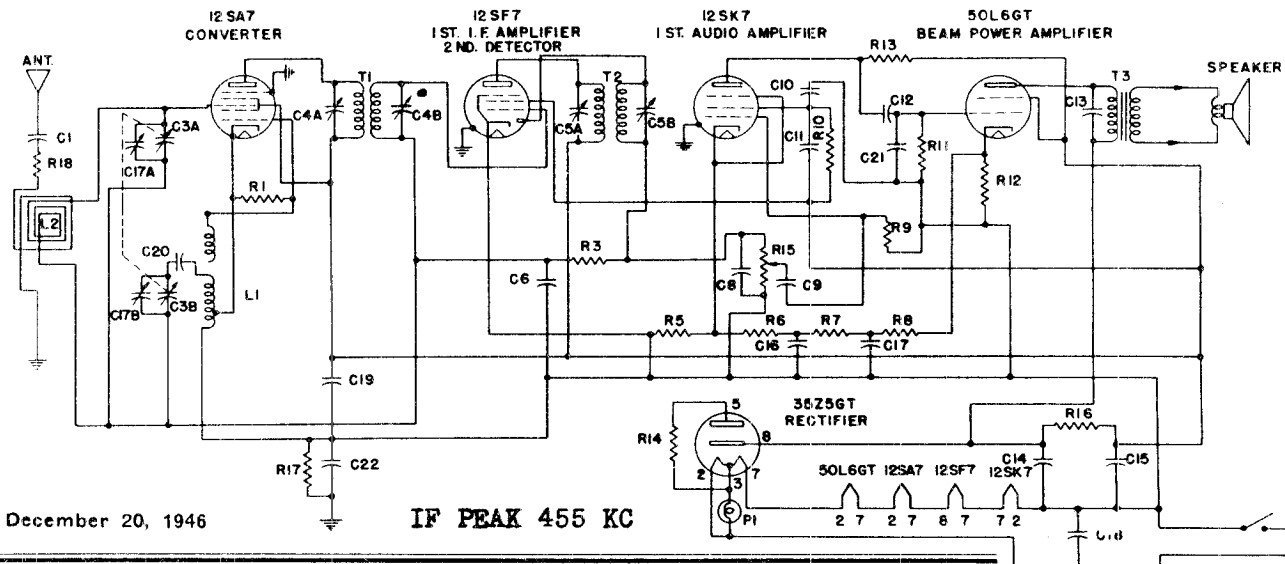 12SA7
CONVERTER
12SF7
1ST. I.F. AMPLIFIER
2ND. DETECTOR
12SK7
1ST. AUDIO AMPLIFIER
50L6GT
BEAM POWER AMPLIFIER
ANT.
T1
T2
R13
T3
SPEAKER
C1
R18
C3A
C17A
C4A
C4B
C5A
C5B
C10
C11
R10
C12
C21
R11
C13
R12
R1
L2
C20
L1
C17B
C3B
C6
R3
C8
R15
C9
R9
R5
R6
R7
R8
C16
C17
C19
R17
C22
35Z5GT
RECTIFIER
5
8
R14
2
3
7
P1
R16
C14
C15
50L6GT 12SA7 12SF7 12SK7
2 7 2 7 8 7 7 2
C18
December 20, 1946
IF PEAK 455 KC